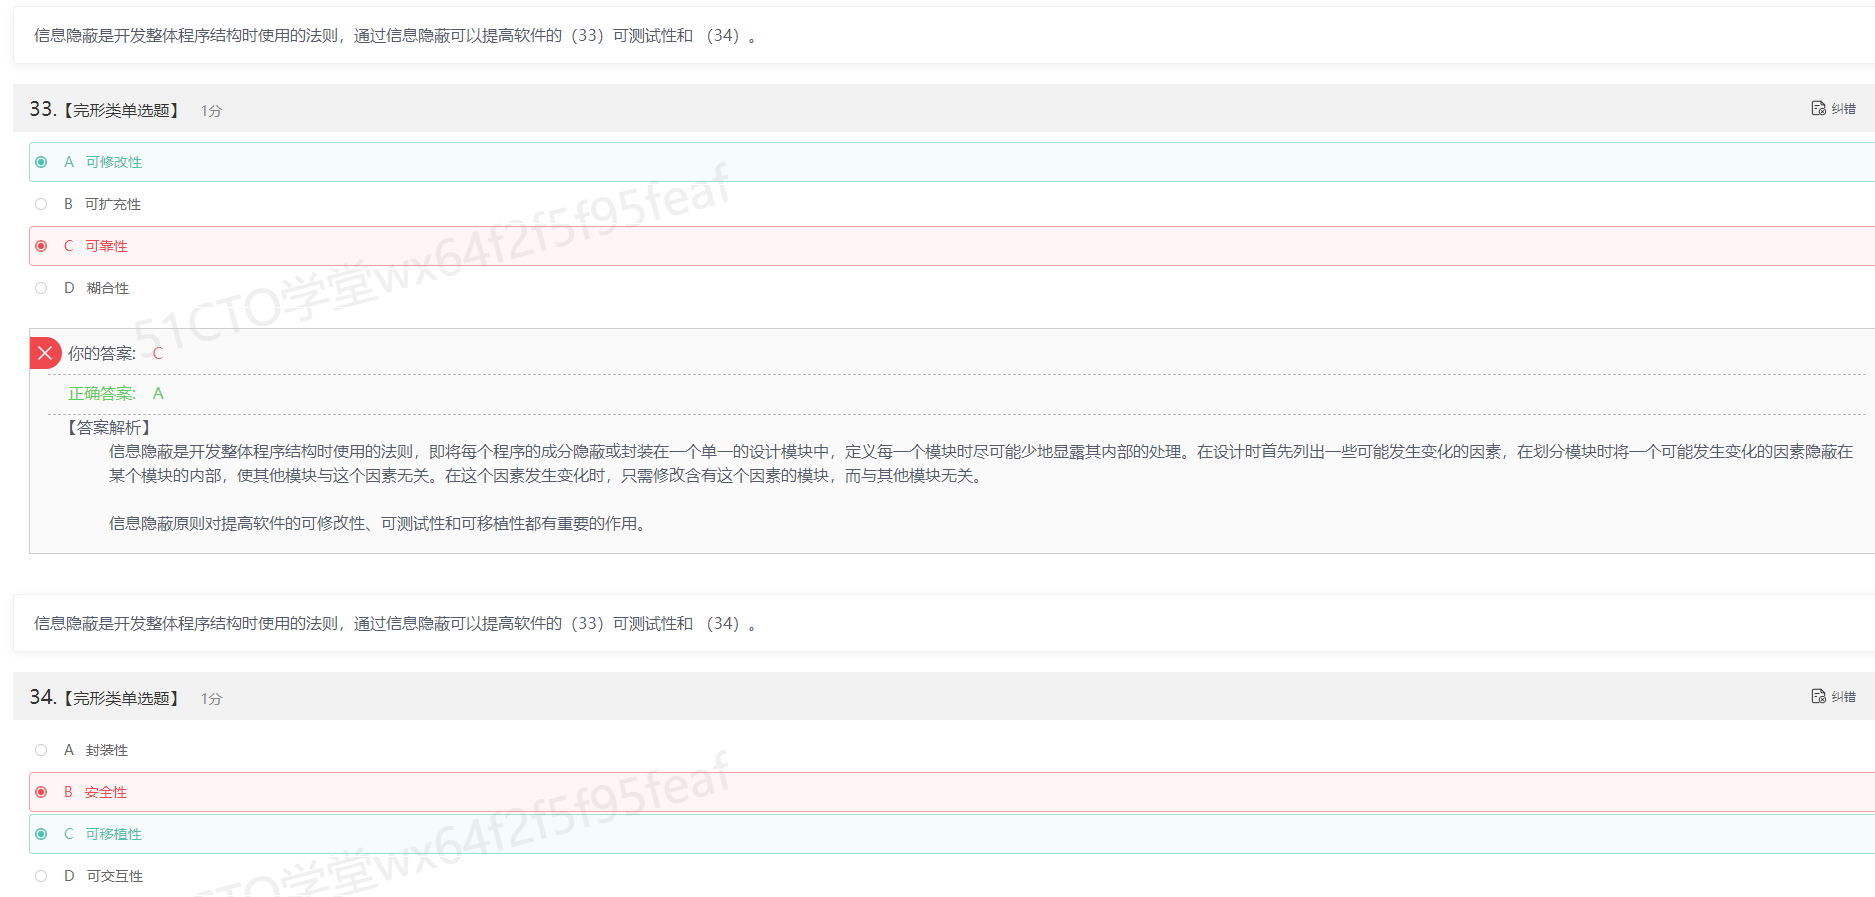 信息隐蔽是开发整体程序结构时使用的法则，通过信息隐蔽可以提高软件的（33）可测试性和 （34）。
33.【完形类单选题】 1分 纠错
A 可修改性
B 可扩充性
C 可靠性
D 糊合性
51CTO学堂wx64f2f5f95feaf
你的答案: C
正确答案: A
【答案解析】
信息隐蔽是开发整体程序结构时使用的法则，即将每个程序的成分隐蔽或封装在一个单一的设计模块中，定义每一个模块时尽可能少地显露其内部的处理。在设计时首先列出一些可能发生变化的因素，在划分模块时将一个可能发生变化的因素隐蔽在
某个模块的内部，使其他模块与这个因素无关。在这个因素发生变化时，只需修改含有这个因素的模块，而与其他模块无关。
信息隐蔽原则对提高软件的可修改性、可测试性和可移植性都有重要的作用。
信息隐蔽是开发整体程序结构时使用的法则，通过信息隐蔽可以提高软件的（33）可测试性和 （34）。
34.【完形类单选题】 1分 纠错
A 封装性
B 安全性
C 可移植性
D 可交互性
CTO学堂wx64f2f5f95feaf